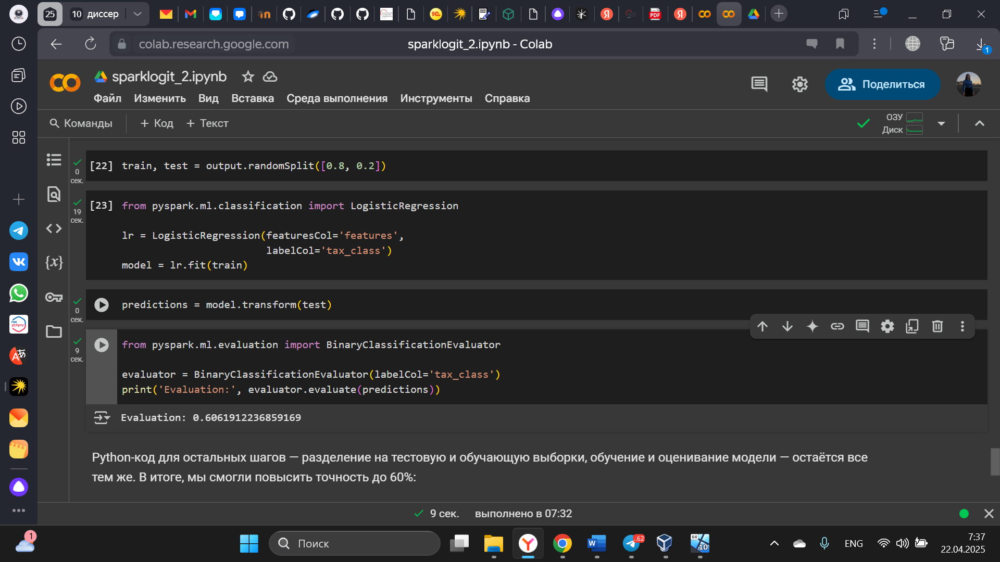 25
10 диссер
colab.research.google.com
sparklogit_2.ipynb - Colab
1
sparklogit_2.ipynb
Файл Изменить Вид Вставка Среда выполнения Инструменты Справка
Поделиться
Команды + Код + Текст
ОЗУ
Диск
0 сек.
[22] train, test = output.randomSplit([0.8, 0.2])
19 сек.
[23] from pyspark.ml.classification import LogisticRegression
lr = LogisticRegression(featuresCol='features',
labelCol='tax_class')
model = lr.fit(train)
0 сек.
predictions = model.transform(test)
9 сек.
from pyspark.ml.evaluation import BinaryClassificationEvaluator
evaluator = BinaryClassificationEvaluator(labelCol='tax_class')
print('Evaluation:', evaluator.evaluate(predictions))
Evaluation: 0.6061912236859169
Python-код для остальных шагов — разделение на тестовую и обучающую выборки, обучение и оценивание модели — остаётся все
тем же. В итоге, мы смогли повысить точность до 60%:
9 сек. выполнено в 07:32
1
Поиск
ENG
7:37
22.04.2025